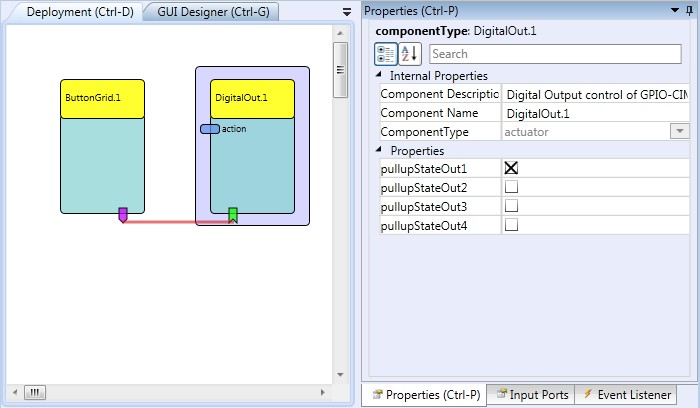 Deployment (Ctrl-D)
GUI Designer (Ctrl-G)
ButtonGrid.1
DigitalOut.1
action
Properties (Ctrl-P)
componentType: DigitalOut.1
A
Z
Search
Internal Properties
Component Descriptio
Digital Output control of GPIO-CIM
Component Name
DigitalOut.1
ComponentType
actuator
Properties
pullupStateOut1
pullupStateOut2
pullupStateOut3
pullupStateOut4
Properties (Ctrl-P)
Input Ports
Event Listener